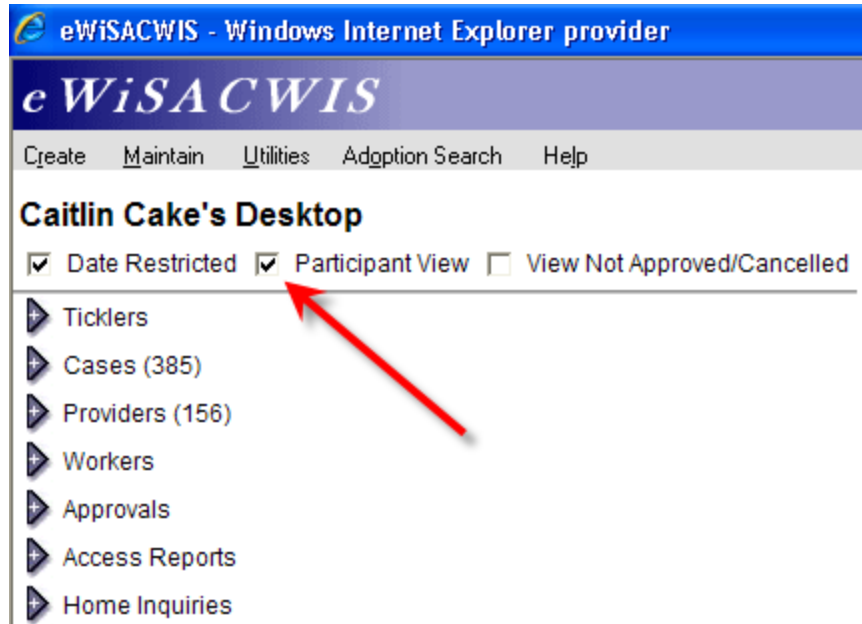 eWiSACWIS - Windows Internet Explorer provider
e WiSACWIS
Create Maintain Utilities Adoption Search Help
Caitlin Cake's Desktop
Date Restricted Participant View View Not Approved/Cancelled
Ticklers
Cases (385)
Providers (156)
Workers
Approvals
Access Reports
Home Inquiries